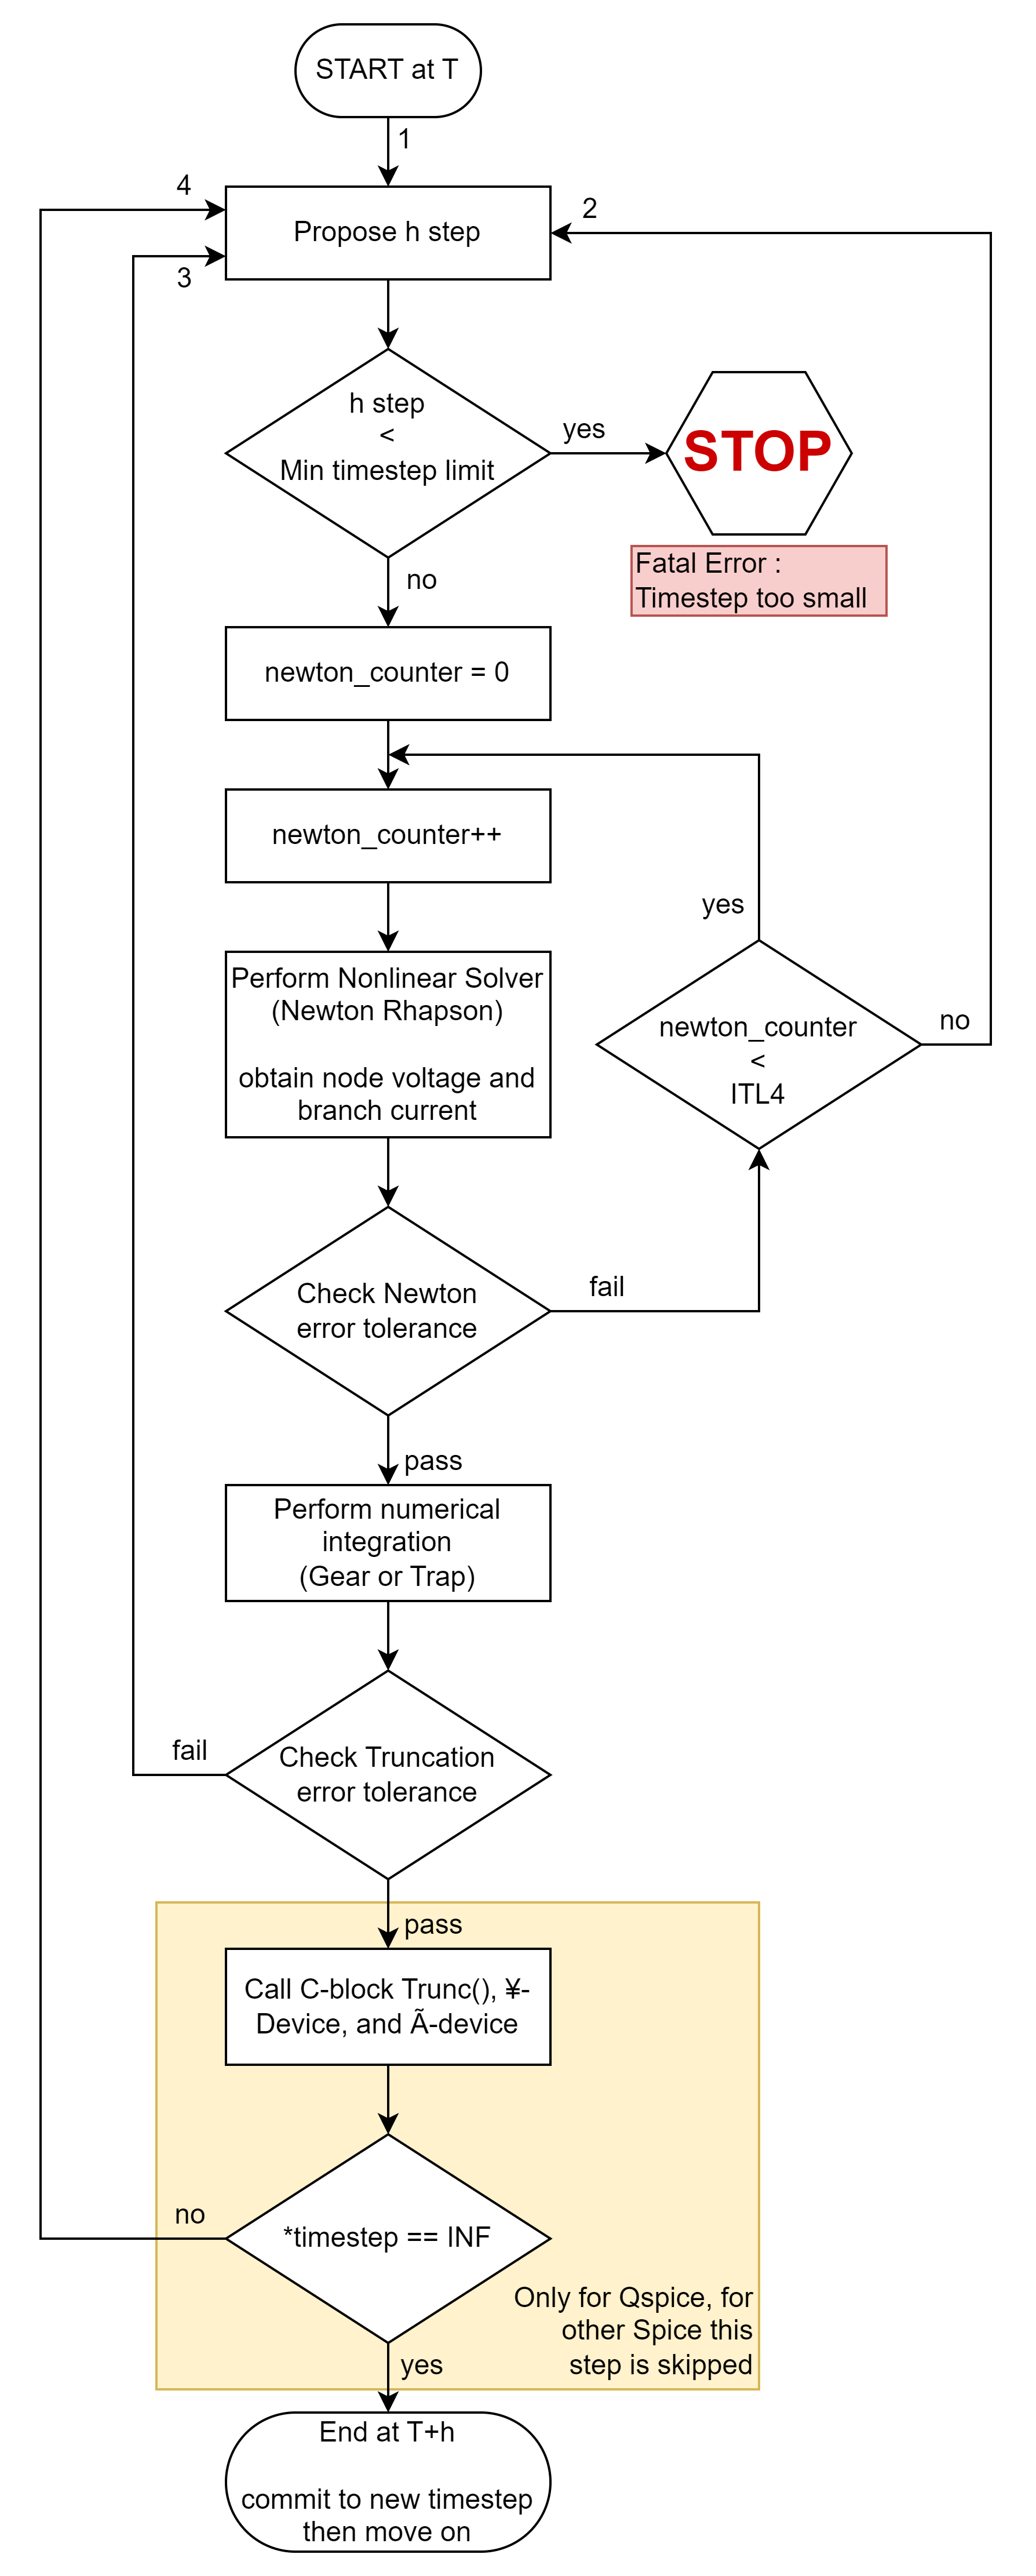 START at T
1
4
2
Propose h step
3
h step
<
Min timestep limit
yes
STOP
Fatal Error :
Timestep too small
no
newton_counter = 0
newton_counter++
yes
Perform Nonlinear Solver
(Newton Rhapson)
obtain node voltage and
branch current
newton_counter
<
ITL4
no
Check Newton
error tolerance
fail
pass
Perform numerical
integration
(Gear or Trap)
fail
Check Truncation
error tolerance
pass
Call C-block Trunc(), ¥-
Device, and Ã-device
no
*timestep == INF
Only for Qspice, for
other Spice this
step is skipped
yes
End at T+h
commit to new timestep
then move on